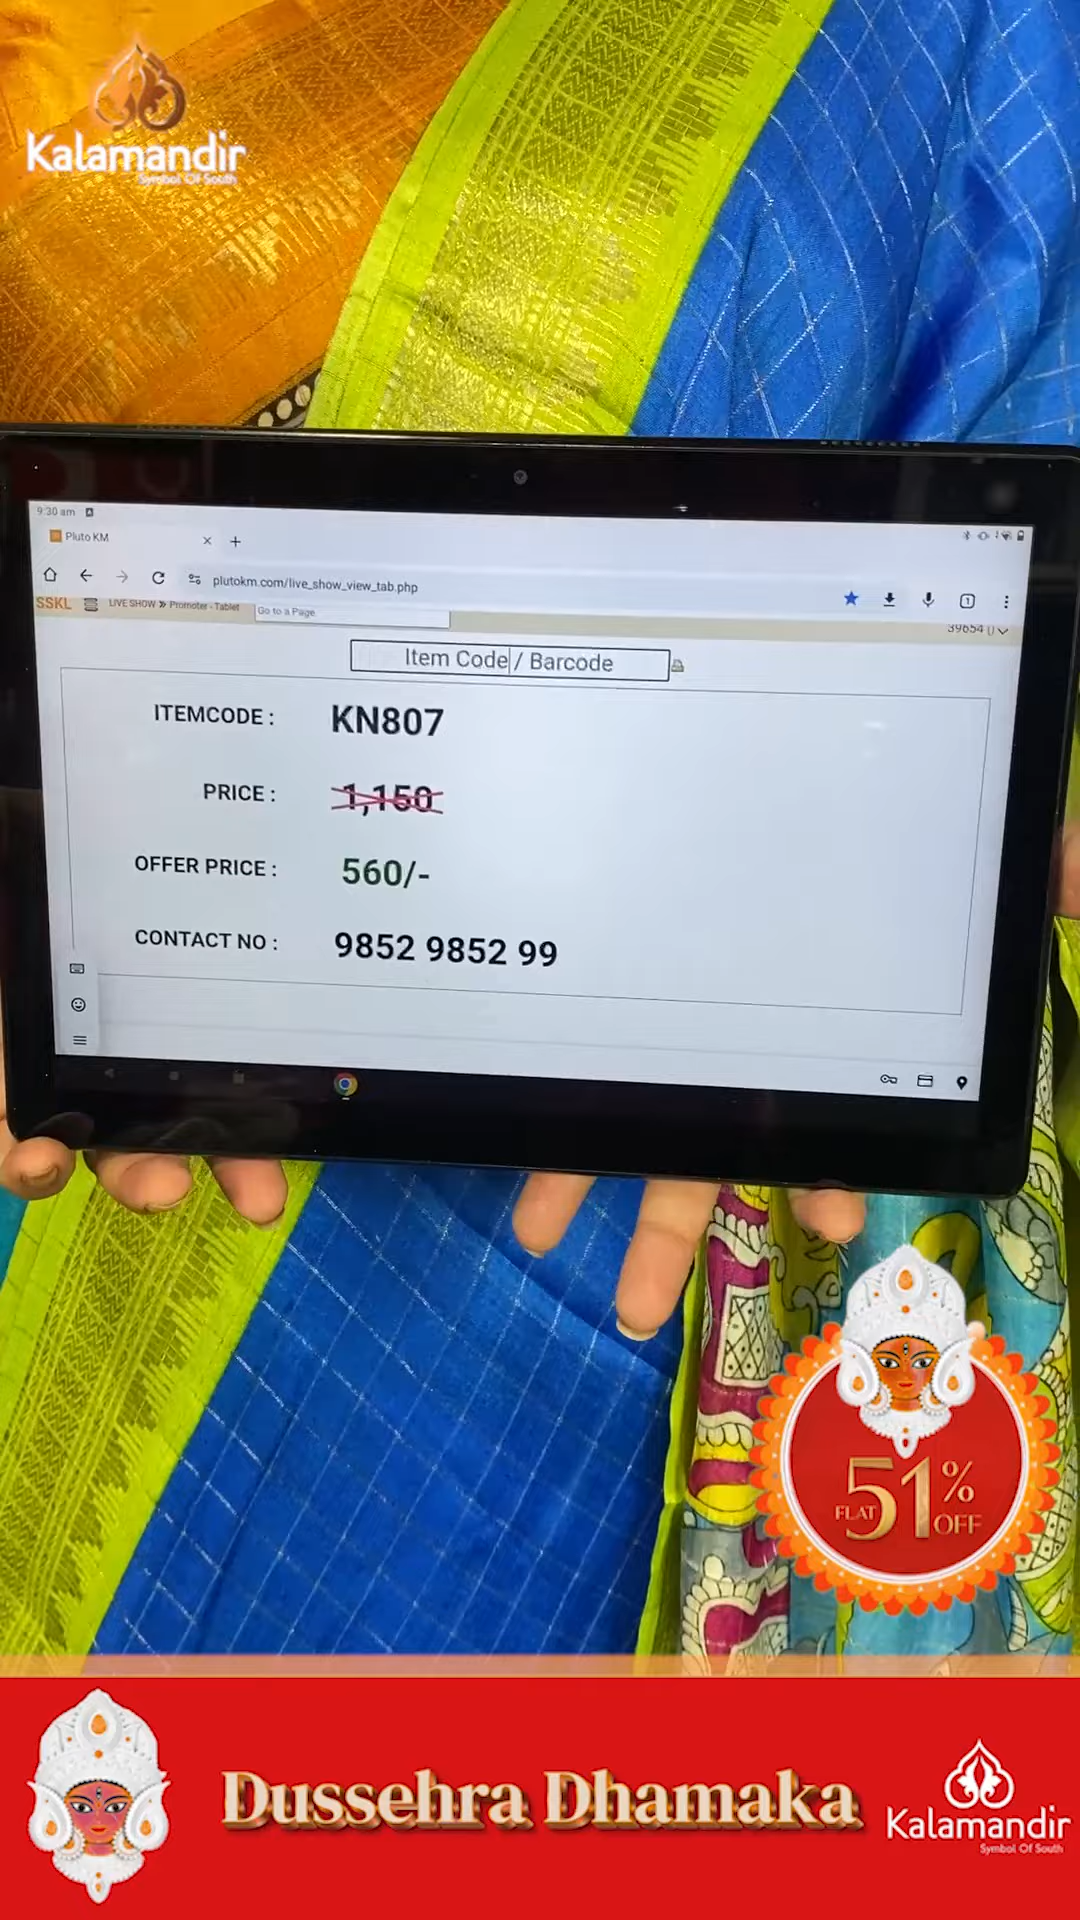 Kalamandir
Symbol Of South
9:30 am
Pluto KM
plutokm.com/live_show_view_tab.php
SSKL
LIVE SHOW » Promoter - Tablet
Go to a Page
39654 ()
Item Code / Barcode
ITEMCODE : KN807
PRICE : 1,150
OFFER PRICE : 560/-
CONTACT NO : 9852 9852 99
FLAT 51% OFF
Dussehra Dhamaka
Kalamandir
Symbol Of South